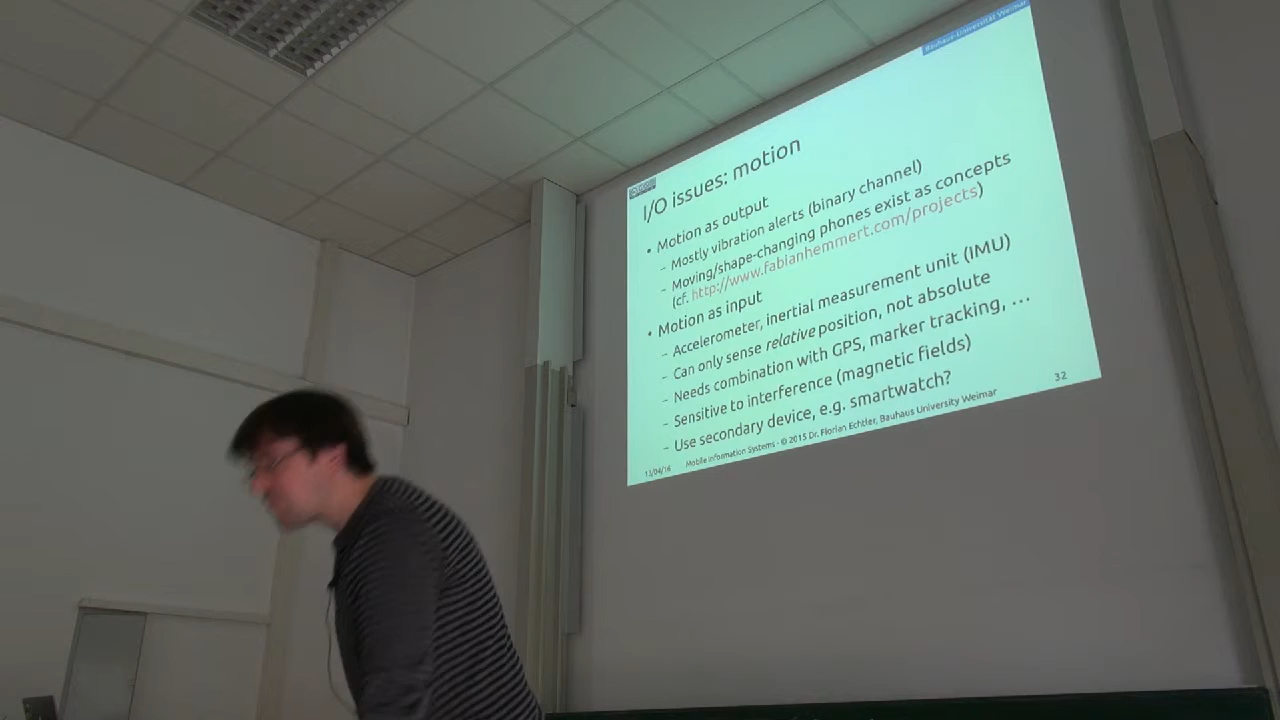 Bauhaus-Universität Weimar
I/O issues: motion
• Motion as output
– Mostly vibration alerts (binary channel)
– Moving/shape-changing phones exist as concepts
(cf. http://www.fabianhemmert.com/projects)
• Motion as input
– Accelerometer, inertial measurement unit (IMU)
– Can only sense relative position, not absolute
– Needs combination with GPS, marker tracking, …
– Sensitive to interference (magnetic fields)
– Use secondary device, e.g. smartwatch?
13/04/16 Mobile Information Systems - © 2015 Dr. Florian Echtler, Bauhaus University Weimar 32